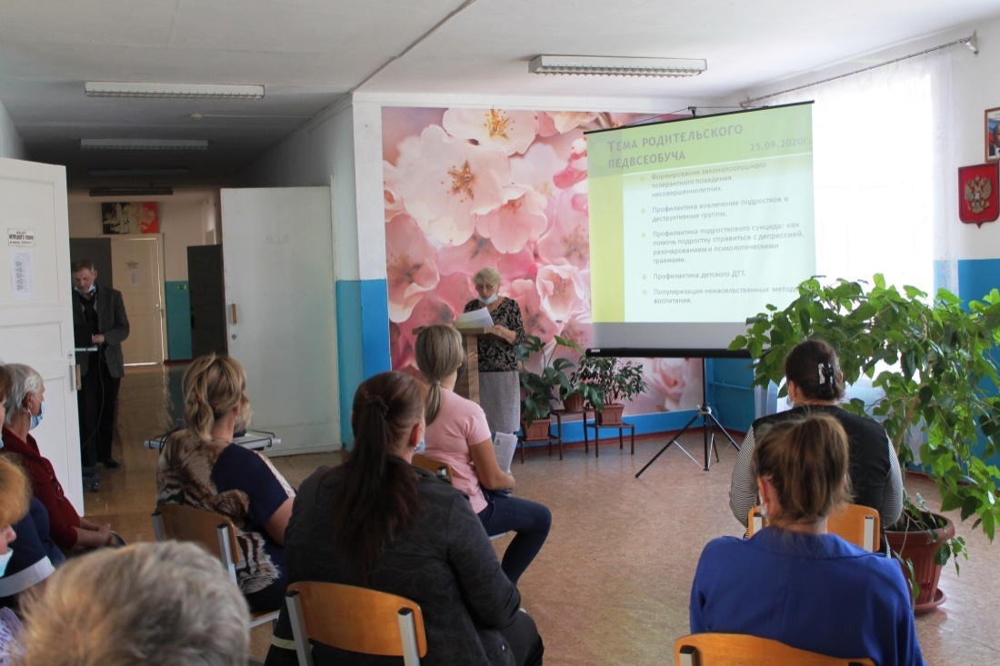 Тема родительского
педвсеобуча
25.09.2020г.
Формирование законопослушного
толерантного поведения
несовершеннолетних.
Профилактика вовлечение подростков в
деструктивные группы.
Профилактика подросткового суицида: как
помочь подростку справиться с депрессией,
разочарованием и психологическими
травмами.
Профилактика детского ДТТ.
Популяризация ненасильственных методов
воспитания.